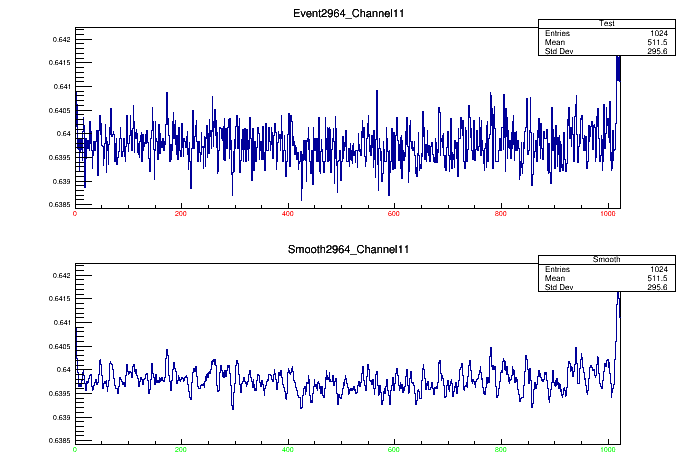 Event2964_Channel11
Test
Entries 1024
Mean 511.5
Std Dev 295.6
0.642
0.6415
0.641
0.6405
0.64
0.6395
0.639
0.6385
0 200 400 600 800 1000
Smooth2964_Channel11
Smooth
Entries 1024
Mean 511.5
Std Dev 295.6
0.642
0.6415
0.641
0.6405
0.64
0.6395
0.639
0.6385
0 200 400 600 800 1000